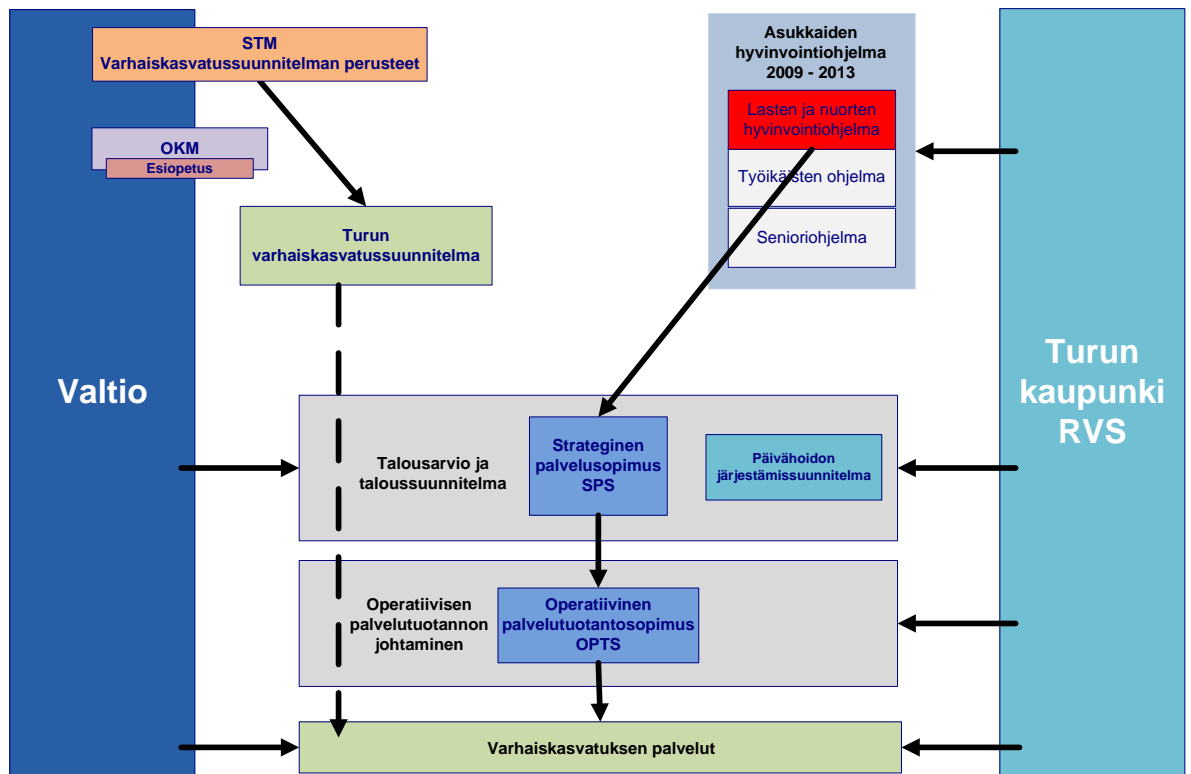 STM
Varhaiskasvatussuunnitelman perusteet
OKM
Esiopetus
Turun
varhaiskasvatussuunnitelma
Asukkaiden
hyvinvointiohjelma
2009 - 2013
Lasten ja nuorten
hyvinvointiohjelma
Työikäisten ohjelma
Senioriohjelma
Valtio
Turun
kaupunki
RVS
Talousarvio ja
taloussuunnitelma
Strateginen
palvelusopimus
SPS
Päivähoidon
järjestämissuunnitelma
Operatiivisen
palvelutuotannon
johtaminen
Operatiivinen
palvelutuotantosopimus
OPTS
Varhaiskasvatuksen palvelut